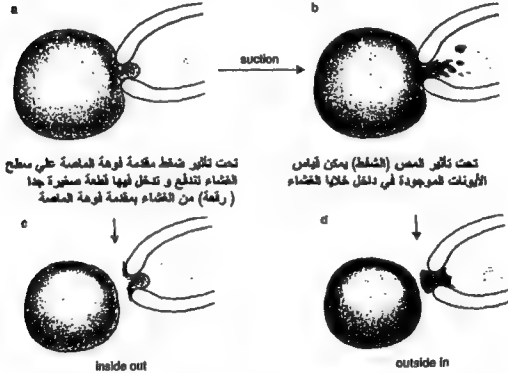 a
b
suction
تحت تأثير ضغط مقدمة فوهة الماصة علي سطح
الغشاء تندفع و تدخل فيها قطعة صغيرة جدا
( رقعة) من الغشاء بمقدمة فوهة الماصة
تحت تأثير المص (الشفط) يمكن قياس
الأيونات الموجودة في داخل خلايا الغشاء
c
d
inside out
outside in